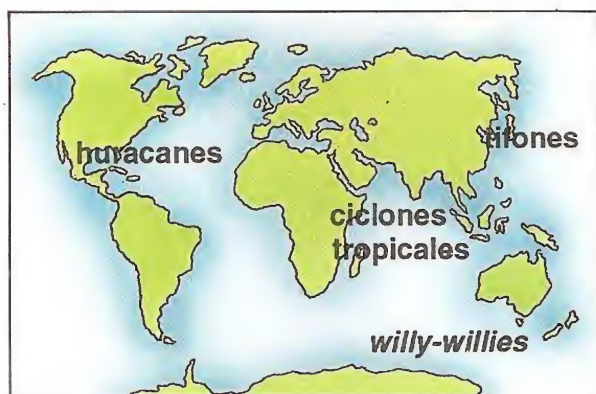 huracanes
tifones
ciclones
tropicales
willy-willies